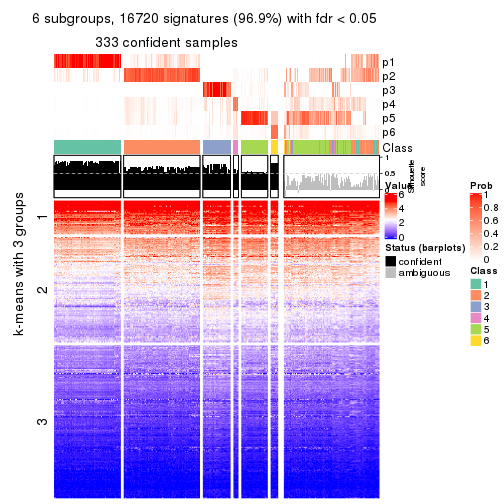 6 subgroups, 16720 signatures (96.9%) with fdr < 0.05
333 confident samples
p1
p2
p3
p4
p5
p6
Class
1
0.5
0
Silhouette
score
k-means with 3 groups
1
2
3
Value
6
4
2
0
Status (barplots)
confident
ambiguous
Prob
1
0.8
0.6
0.4
0.2
0
Class
1
2
3
4
5
6